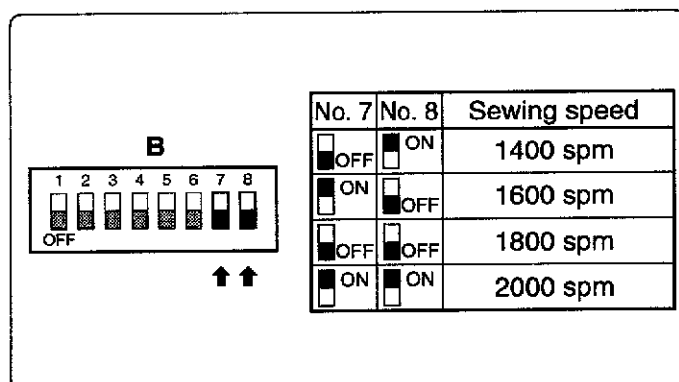 B
1 2 3 4 5 6 7 8
OFF
No. 7 No. 8 Sewing speed
OFF ON 1400 spm
ON OFF 1600 spm
OFF OFF 1800 spm
ON ON 2000 spm